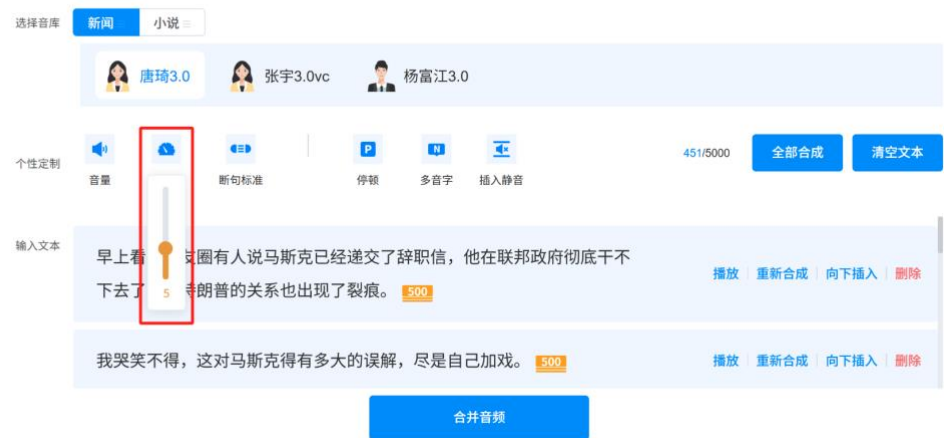 选择音库
新闻
小说
唐琦3.0
张宇3.0vc
杨富江3.0
个性定制
音量
断句标准
P
停顿
N
多音字
插入静音
451/5000
全部合成
清空文本
输入文本
早上看 友圈有人说马斯克已经递交了辞职信，他在联邦政府彻底干不
下去了 特朗普的关系也出现了裂痕。 500
5
播放 重新合成 向下插入 删除
我哭笑不得，这对马斯克得有多大的误解，尽是自己加戏。 500
播放 重新合成 向下插入 删除
合并音频